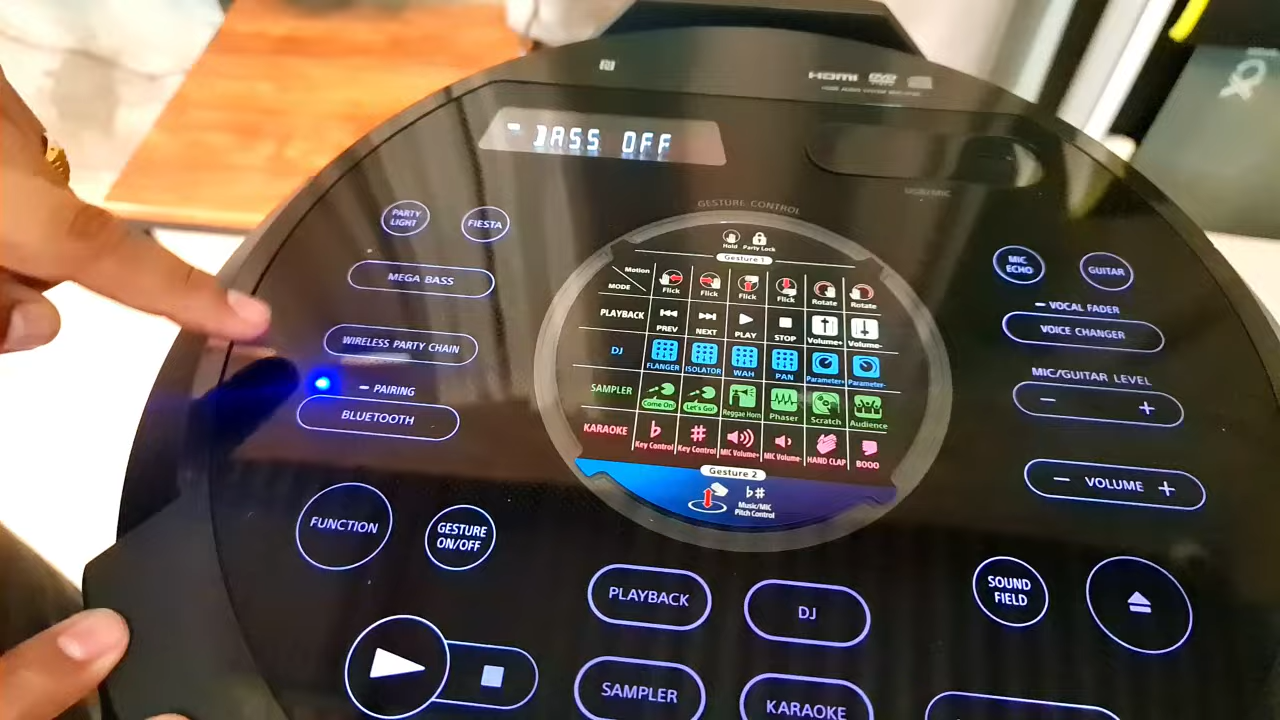 HDMI DVD
BASS OFF
USB2/MIC
GESTURE CONTROL
PARTY LIGHT
FIESTA
MEGA BASS
WIRELESS PARTY CHAIN
PAIRING
BLUETOOTH
FUNCTION
GESTURE ON/OFF
Hold Party Lock
Gesture 1
Motion
MODE Flick Flick Flick Flick Rotate Rotate
PLAYBACK PREV NEXT PLAY STOP Volume+ Volume-
DJ FLANGER ISOLATOR WAH PAN Parameter+ Parameter-
SAMPLER Come On! Let's Go! Reggae Horn Phaser Scratch Audience
KARAOKE ♭ Key Control # Key Control MIC Volume+ MIC Volume- HAND CLAP BOOO
Gesture 2
♭#
Music/MIC
Pitch Control
MIC ECHO
GUITAR
VOCAL FADER
VOICE CHANGER
MIC/GUITAR LEVEL
− +
− VOLUME +
SOUND FIELD
PLAYBACK
DJ
SAMPLER
KARAOKE